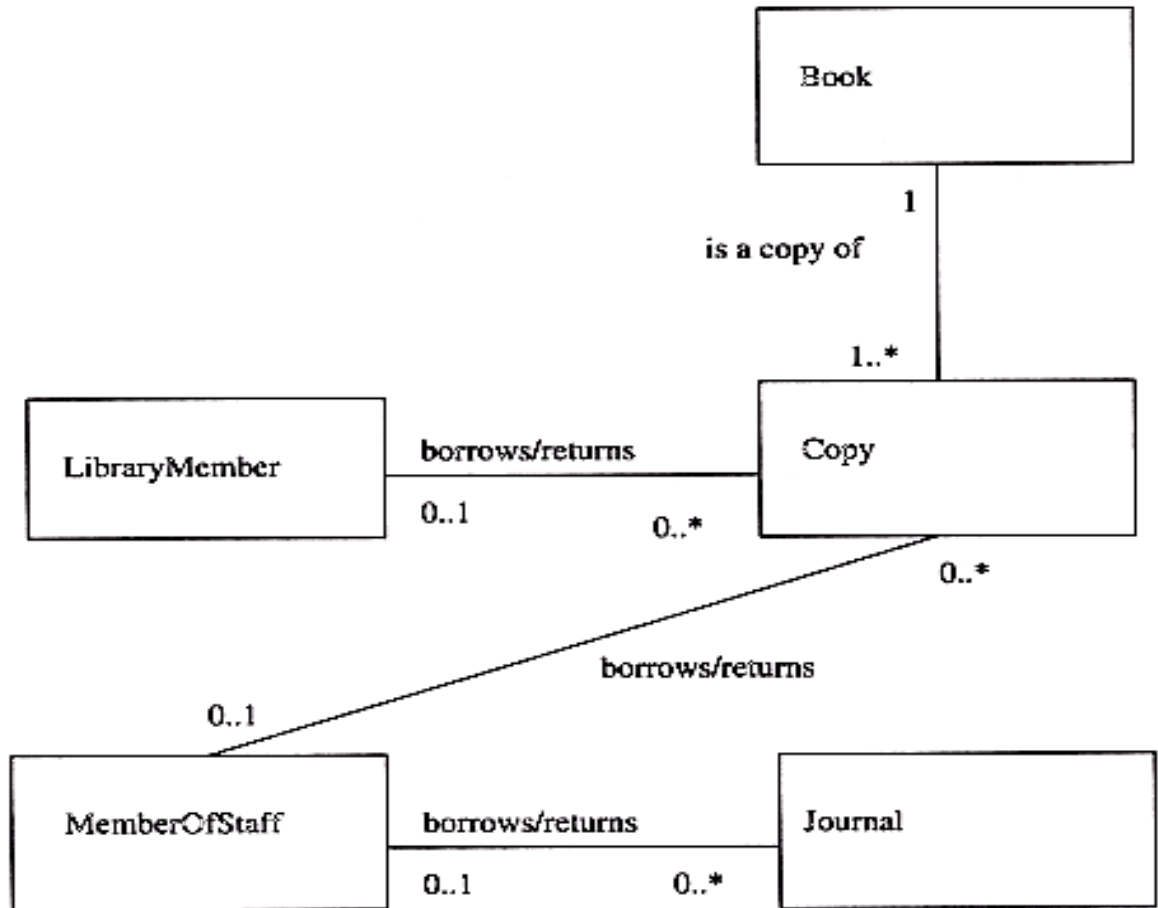 Book
1
is a copy of
1..*
LibraryMember
borrows/returns
Copy
0..1
0..*
0..*
borrows/returns
0..1
MemberOfStaff
borrows/returns
Journal
0..1
0..*